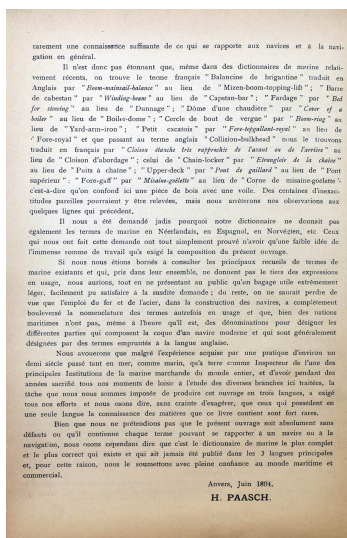 rarement une connaissance suffisante de ce qui se rapporte aux navires et à la navi-
gation en général.
Il n'est donc pas étonnant que, même dans des dictionnaires de marine relati-
vement récents, on trouve le terme français "Balancine de brigantine" traduit en
Anglais par "Boom-mainsail-balance" au lieu de "Mizen-boom-topping-lift"; "Barre
de cabestan" par "Winding-beam" au lieu de "Capstan-bar"; "Fardage" par "Bed
for stowing" au lieu de "Dunnage"; "Dôme d'une chaudière" par "Cover of a
boiler" au lieu de "Boiler-dome"; "Cercle de bout de vergue" par "Boom-ring" au
lieu de "Yard-arm-iron"; "Petit cacatois" par "Fore-topgallant-royal" au lieu de
"Fore-royal" et que passant au terme anglais "Collision-bulkhead" nous le trouvons
traduit en français par "Cloison étanche très rapprochée de l'avant ou de l'arrière" au
lieu de "Cloison d'abordage"; celui de "Chain-locker" par "Etrangloir de la chaîne"
au lieu de "Puits à chaîne"; "Upper-deck" par "Pont de gaillard" au lieu de "Pont
supérieur". "Fore-gaff" par "Misaine-goëlette" au lieu de "Corne de misaine-goëlette"
c'est-à-dire qu'on confond ici une pièce de bois avec une voile. Des centaines d'inexac-
titudes pareilles pourraient y être relevées, mais nous arrêterons nos observations aux
quelques lignes qui précédent.
Il nous a été demandé jadis pourquoi notre dictionnaire ne donnait pas
également les termes de marine en Néerlandais, en Espagnol, en Norvégien, etc. Ceux
qui nous ont fait cette demande ont tout simplement prouvé n'avoir qu'une faible idée de
l'immense somme de travail qu'a exigé la composition du présent ouvrage.
Si nous nous étions bornés à consulter les principaux recueils de termes de
marine existants et qui, pris dans leur ensemble, ne donnent pas le tiers des expressions
en usage, nous aurions, tout en ne présentant au public qu'un bagage utile extrêmement
léger, facilement pu satisfaire à la susdite demande; du reste, on ne saurait perdre de
vue que l'emploi du fer et de l'acier, dans la construction des navires, a complètement
bouleversé la nomenclature des termes autrefois en usage et que, bien des nations
maritimes n'ont pas, même à l'heure qu'il est, des dénominations pour désigner les
différentes parties qui composent la coque d'un navire moderne et qui sont généralement
désignées par des termes empruntés à la langue anglaise.
Nous avouerons que malgré l'expérience acquise par une pratique d'environ un
demi siècle passé tant en mer, comme marin, qu'à terre comme Inspecteur de l'une des
principales Institutions de la marine marchande du monde entier, et d'avoir pendant des
années sacrifié tous nos moments de loisir à l'étude des diverses branches ici traitées, la
tâche que nous nous sommes imposée de produire cet ouvrage en trois langues, a exigé
tous nos efforts et nous osons dire, sans crainte d'exagérer, que ceux qui possèdent en
une seule langue la connaissance des matières que ce livre contient sont fort rares.
Bien que nous ne prétendions pas que le présent ouvrage soit absolument sans
défauts ou qu'il contienne chaque terme pouvant se rapporter à un navire ou à la
navigation, nous osons cependant dire que c'est le dictionnaire de marine le plus complet
et le plus correct qui existe et qui ait jamais été publié dans les 3 langues principales
et, pour cette raison, nous le soumettons avec pleine confiance au monde maritime et
commercial.
Anvers, Juin 1894.
H. PAASCH.